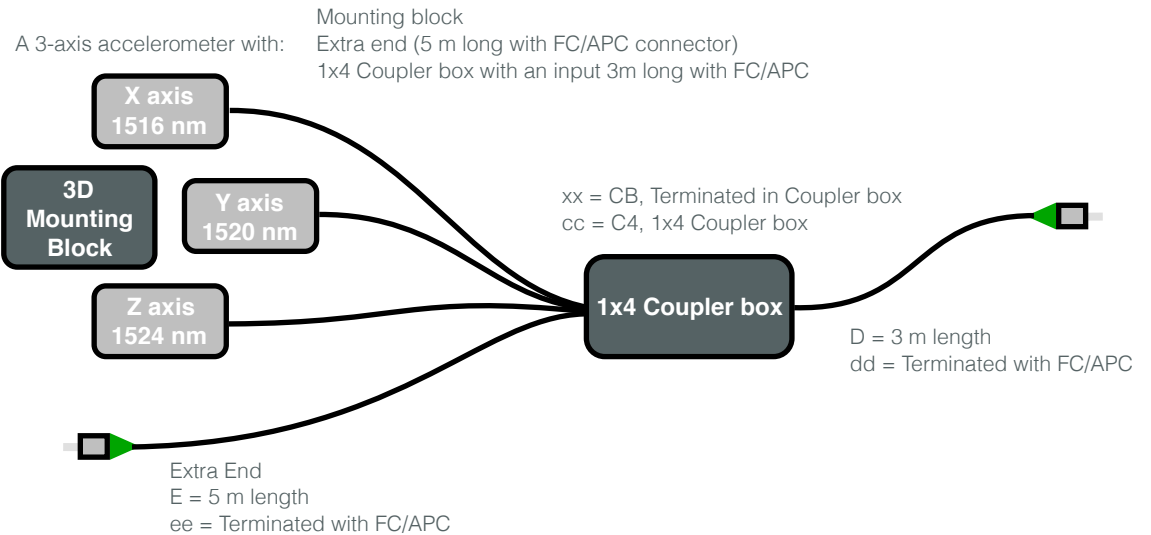 Mounting block
A 3-axis accelerometer with:
Extra end (5 m long with FC/APC connector)
1x4 Coupler box with an input 3m long with FC/APC
X axis
1516 nm
3D
Mounting
Block
Y axis
1520 nm
xx = CB, Terminated in Coupler box
cc = C4, 1x4 Coupler box
Z axis
1524 nm
1x4 Coupler box
D = 3 m length
dd = Terminated with FC/APC
Extra End
E = 5 m length
ee = Terminated with FC/APC